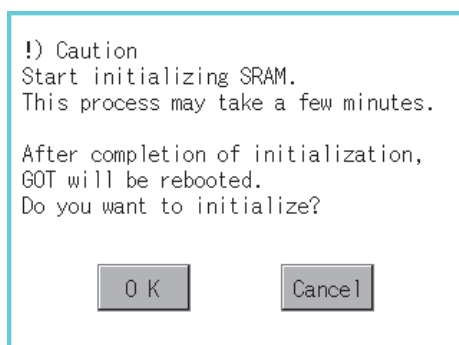 !) Caution
Start initializing SRAM.
This process may take a few minutes.
After completion of initialization,
GOT will be rebooted.
Do you want to initialize?
O K
Cancel